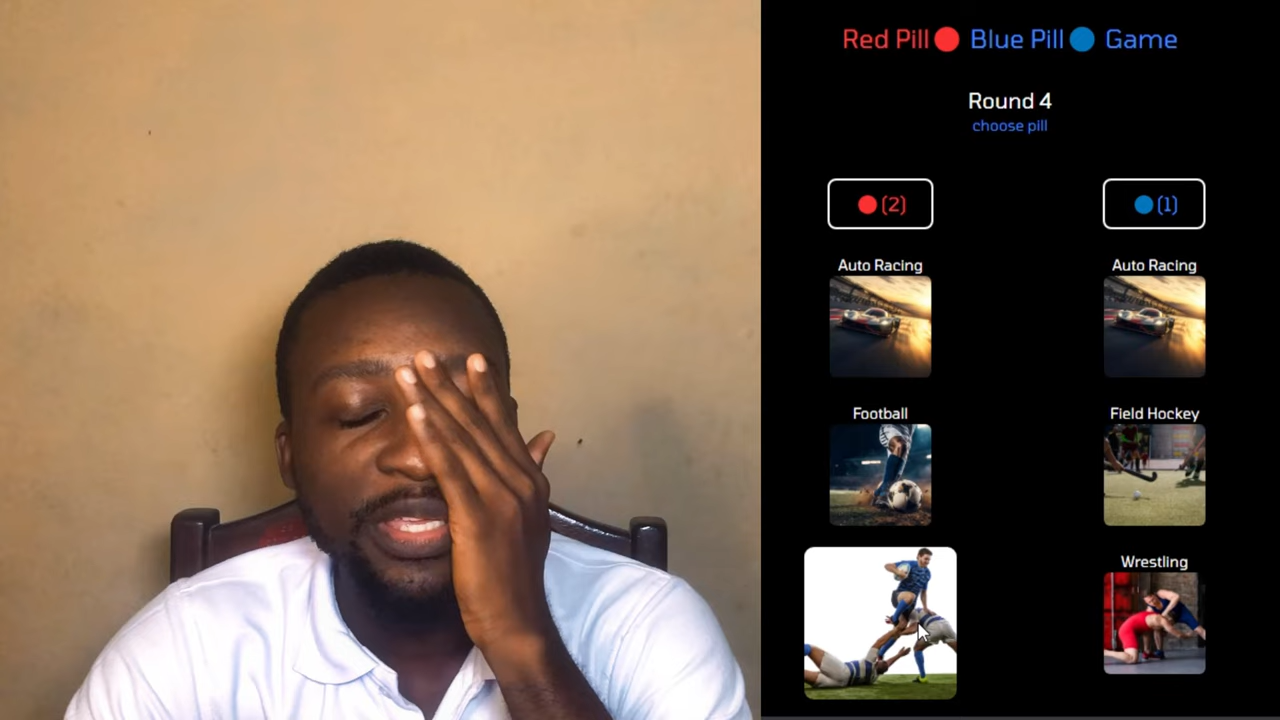 Red Pill Blue Pill Game
Round 4
choose pill
(2)
(1)
Auto Racing
Auto Racing
Football
Field Hockey
Wrestling